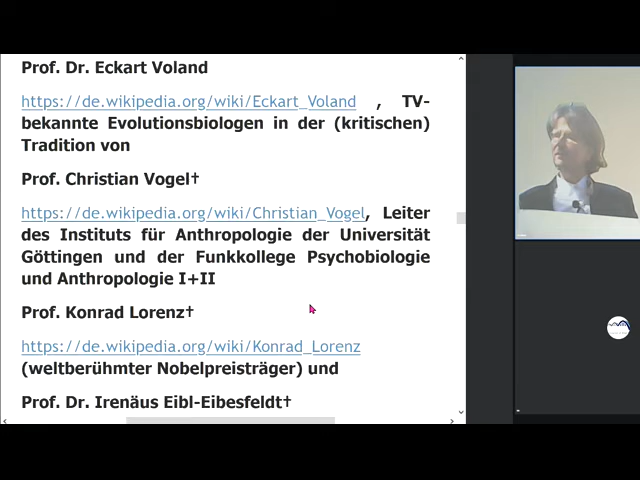 Prof. Dr. Eckart Voland
https://de.wikipedia.org/wiki/Eckart_Voland , TV-
bekannte Evolutionsbiologen in der (kritischen)
Tradition von
Prof. Christian Vogel†
https://de.wikipedia.org/wiki/Christian_Vogel, Leiter
des Instituts für Anthropologie der Universität
Göttingen und der Funkkollege Psychobiologie
und Anthropologie I+II
Prof. Konrad Lorenz†
https://de.wikipedia.org/wiki/Konrad_Lorenz
(weltberühmter Nobelpreisträger) und
Prof. Dr. Irenäus Eibl-Eibesfeldt†